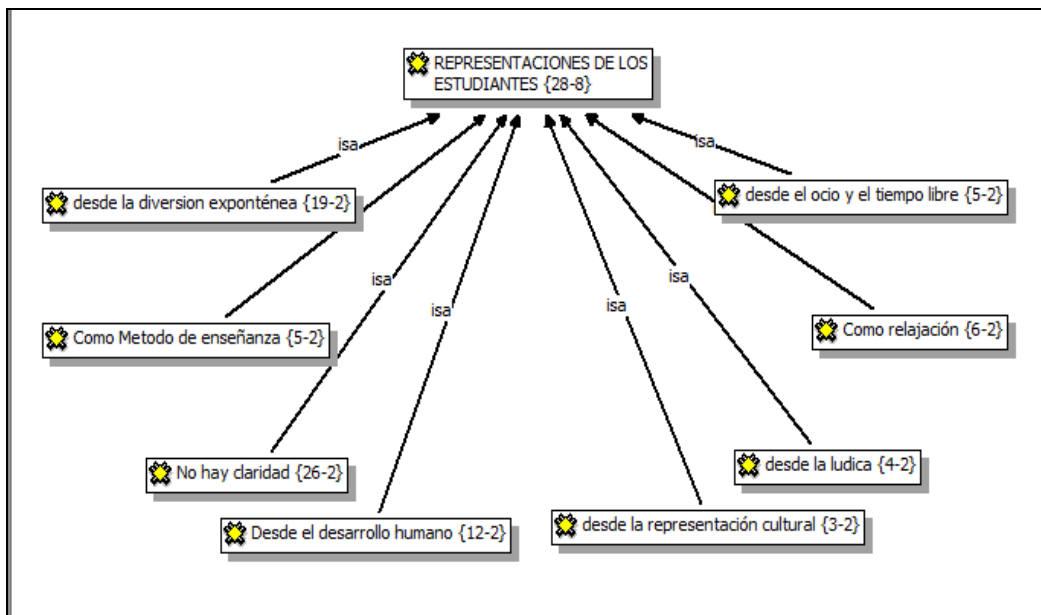 REPRESENTACIONES DE LOS
ESTUDIANTES {28-8}
isa
isa
desde la diversion exponténea {19-2}
desde el ocio y el tiempo libre {5-2}
isa
isa
isa
isa
Como Metodo de enseñanza {5-2}
Como relajación {6-2}
No hay claridad {26-2}
desde la ludica {4-2}
Desde el desarrollo humano {12-2}
desde la representación cultural {3-2}